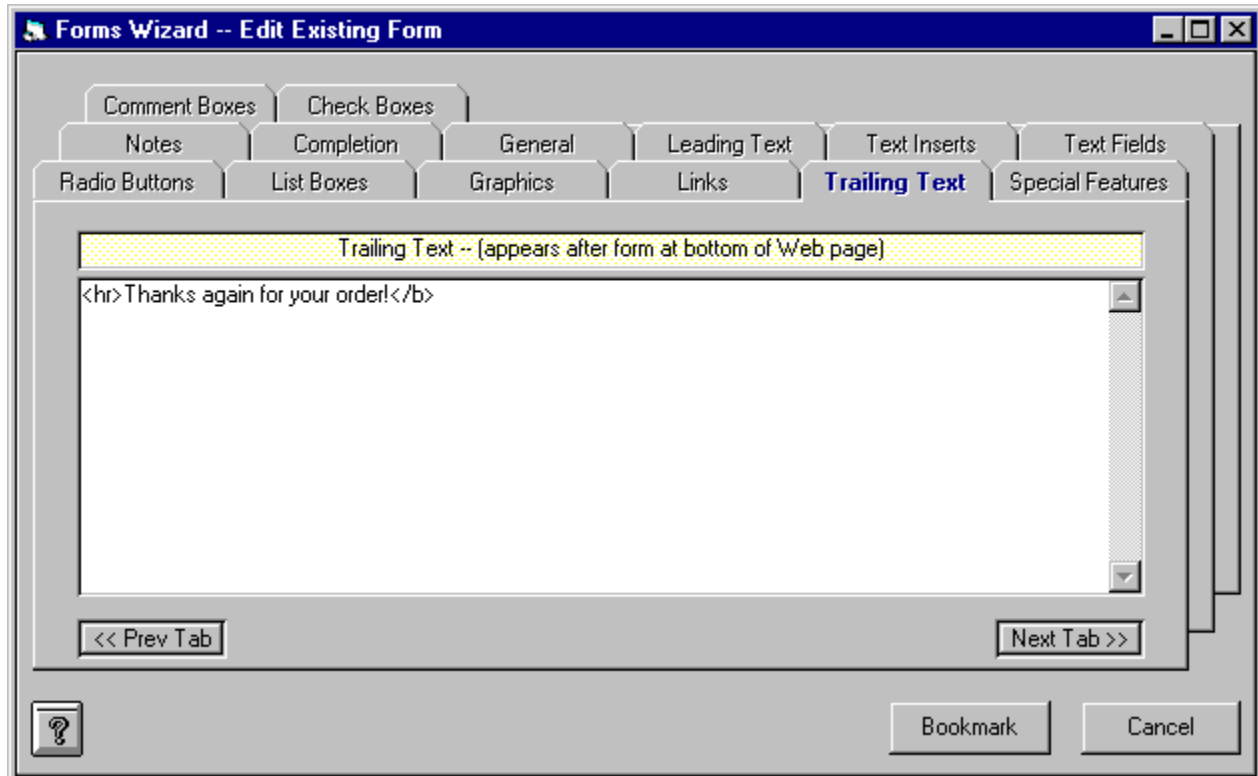 Forms Wizard -- Edit Existing Form
Comment Boxes Check Boxes
Notes Completion General Leading Text Text Inserts Text Fields
Radio Buttons List Boxes Graphics Links Trailing Text Special Features
Trailing Text -- (appears after form at bottom of Web page)
<hr>Thanks again for your order!</b>
<< Prev Tab Next Tab >>
? Bookmark Cancel